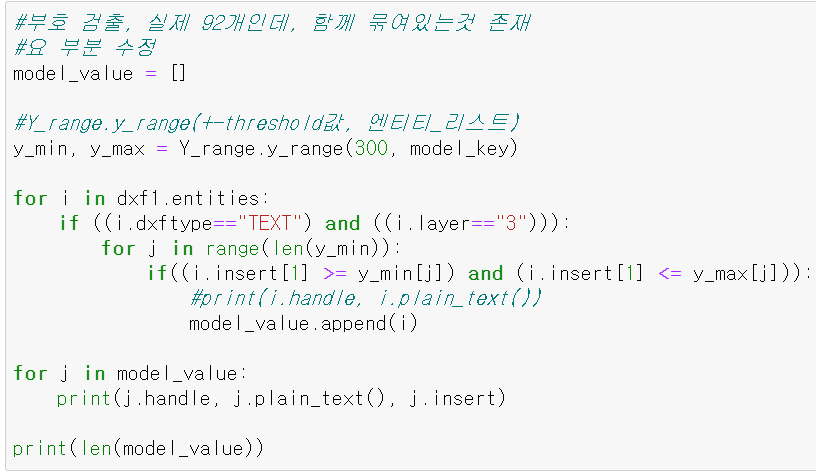 #부호 검출, 실제 92개인데, 함께 묶여있는것 존재
#요 부분 수정
model_value = []

#Y_range.y_range(+-threshold값, 엔티티_리스트)
y_min, y_max = Y_range.y_range(300, model_key)

for i in dxf1.entities:
    if ((i.dxftype=="TEXT") and ((i.layer=="3"))):
        for j in range(len(y_min)):
            if((i.insert[1] >= y_min[j]) and (i.insert[1] <= y_max[j])):
                #print(i.handle, i.plain_text())
                model_value.append(i)

for j in model_value:
    print(j.handle, j.plain_text(), j.insert)

print(len(model_value))